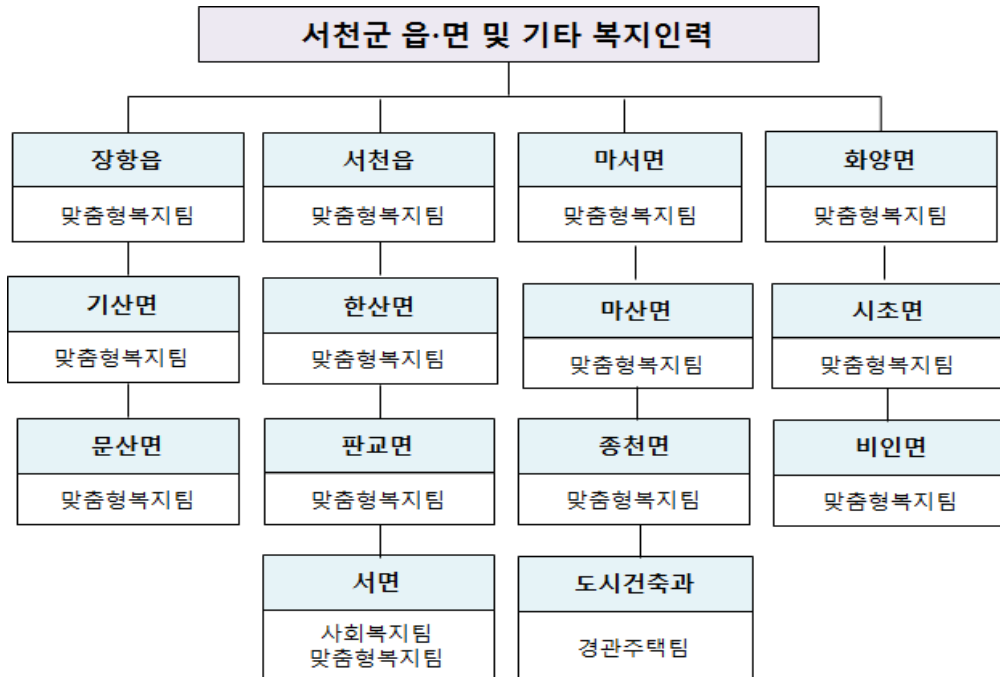 서천군 읍·면 및 기타 복지인력
장항읍
맞춤형복지팀
서천읍
맞춤형복지팀
마서면
맞춤형복지팀
화양면
맞춤형복지팀
기산면
맞춤형복지팀
한산면
맞춤형복지팀
마산면
맞춤형복지팀
시초면
맞춤형복지팀
문산면
맞춤형복지팀
판교면
맞춤형복지팀
종천면
맞춤형복지팀
비인면
맞춤형복지팀
서면
사회복지팀
맞춤형복지팀
도시건축과
경관주택팀